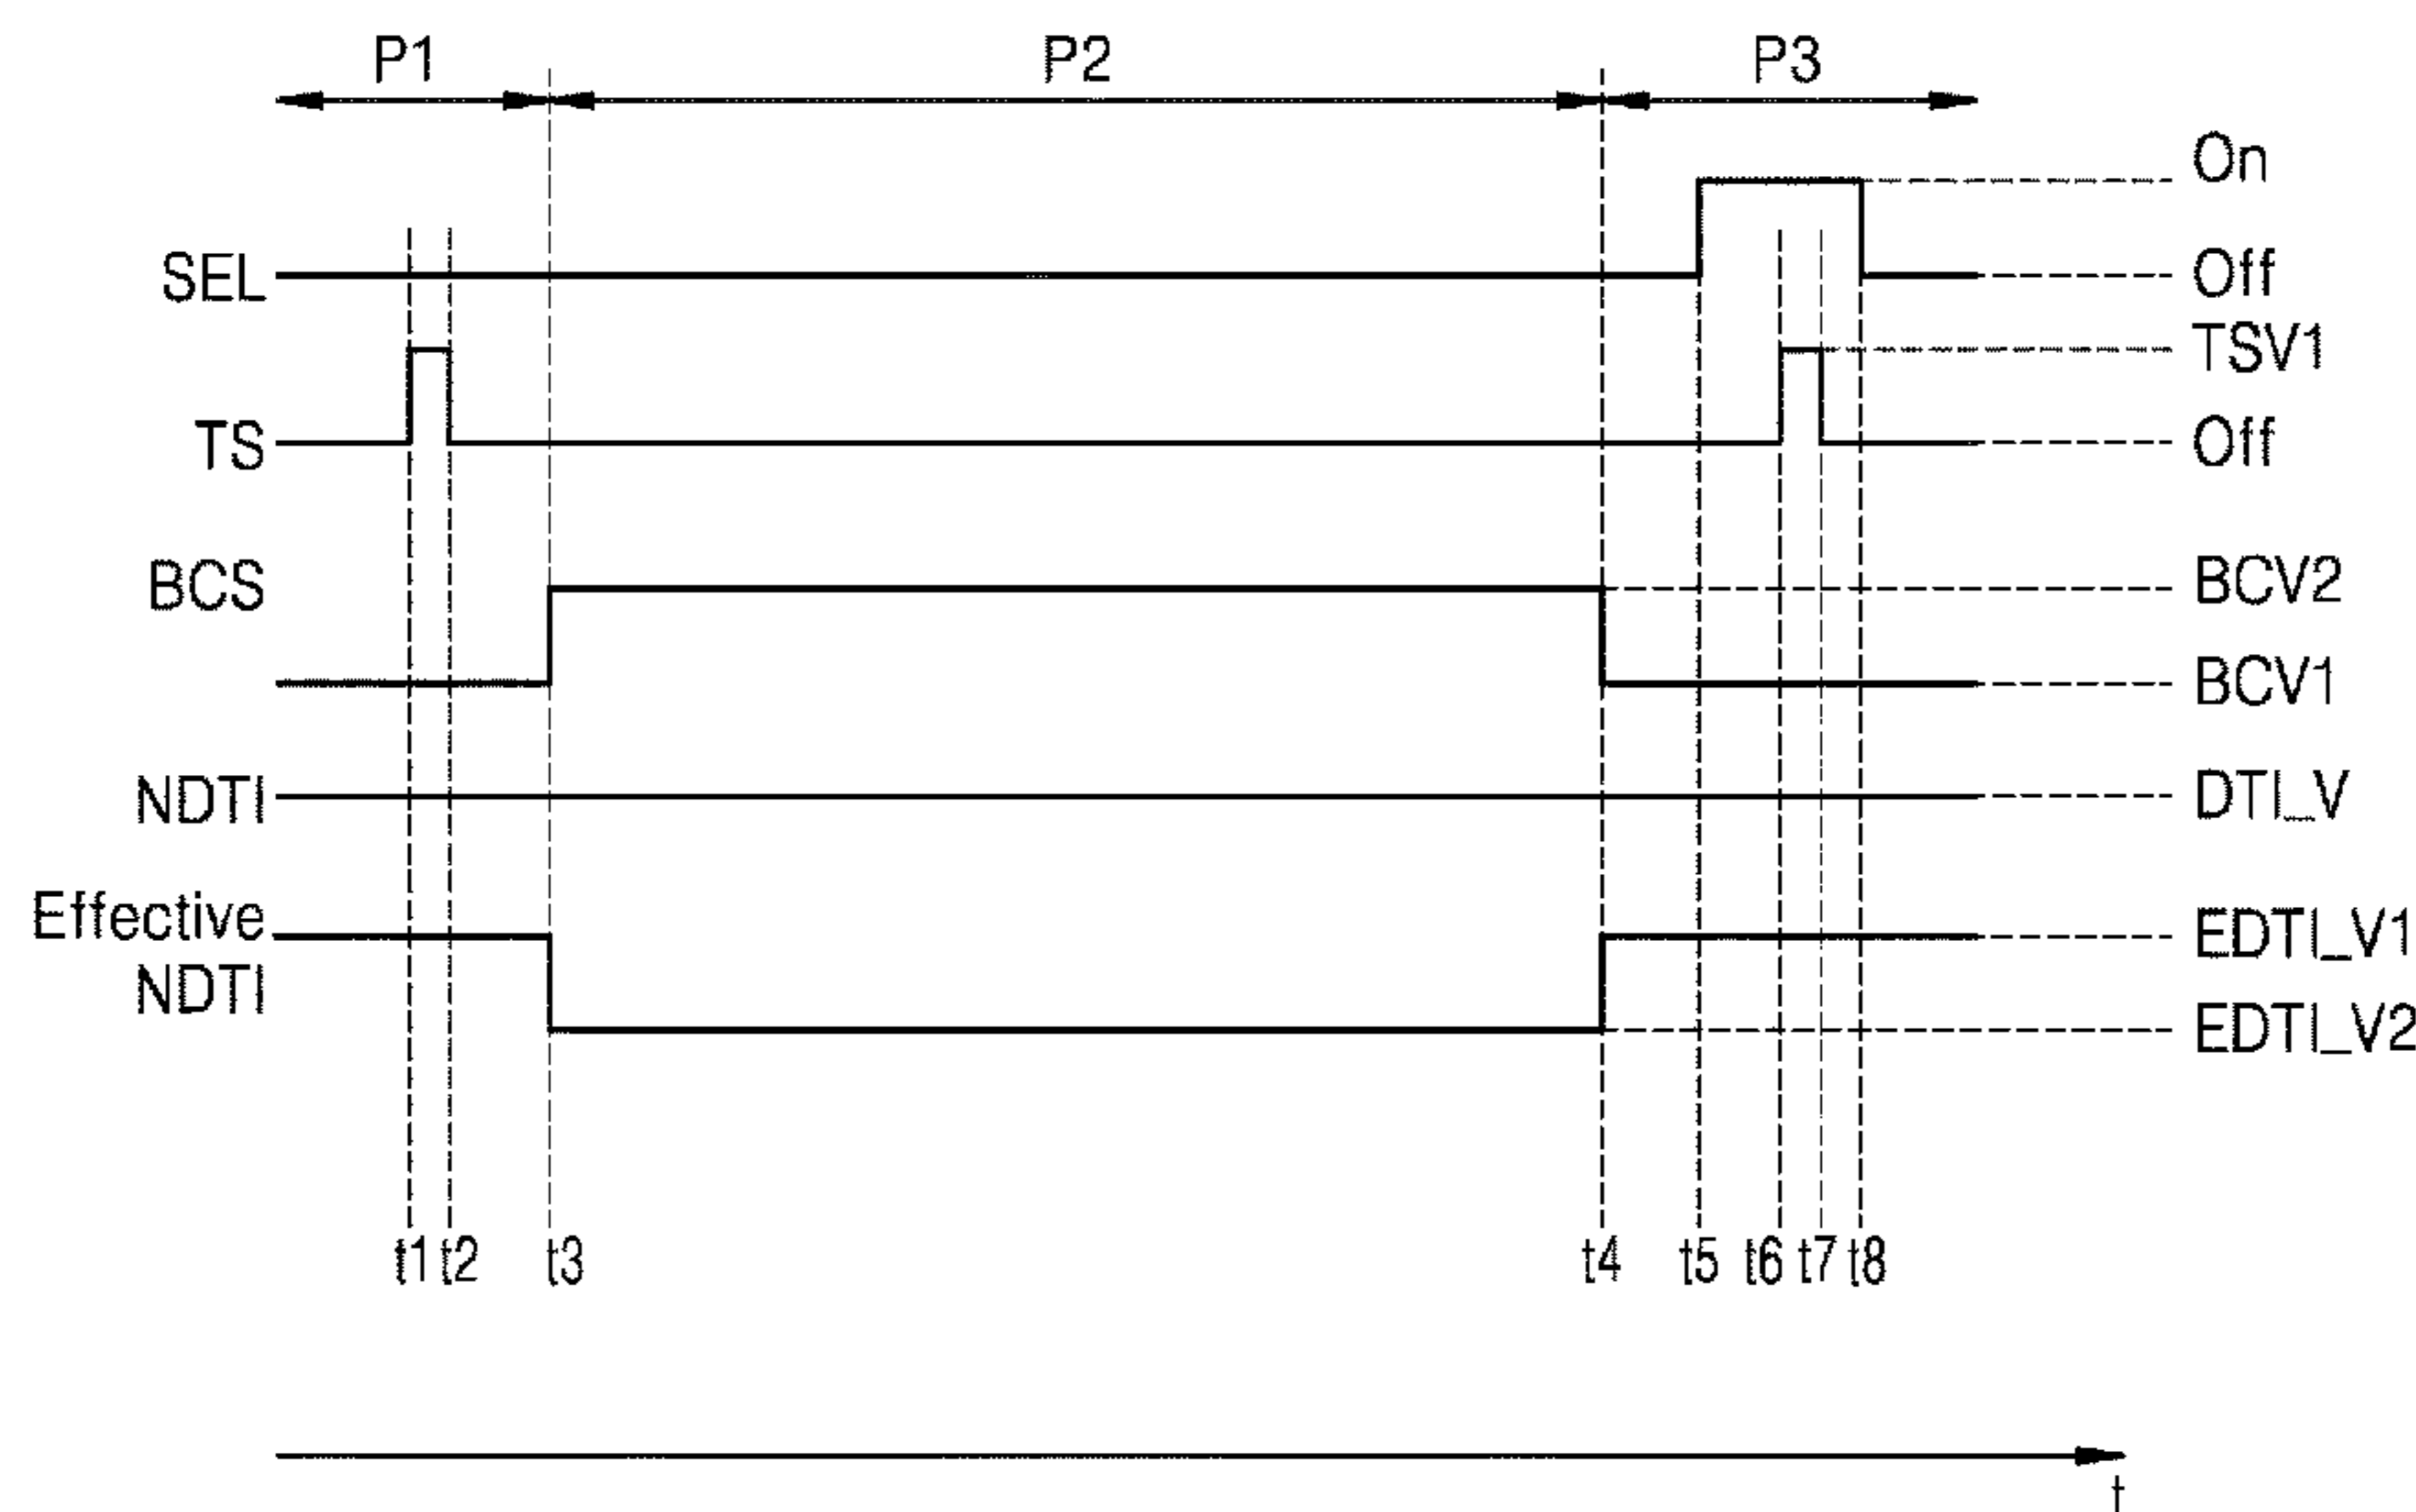 P1 P2 P3
On
SEL Off
TSV1
TS Off
BCS BCV2
BCV1
NDTI DTI_V
Effective EDTI_V1
NDTI EDTI_V2
t1 t2 t3 t4 t5 t6 t7 t8
t